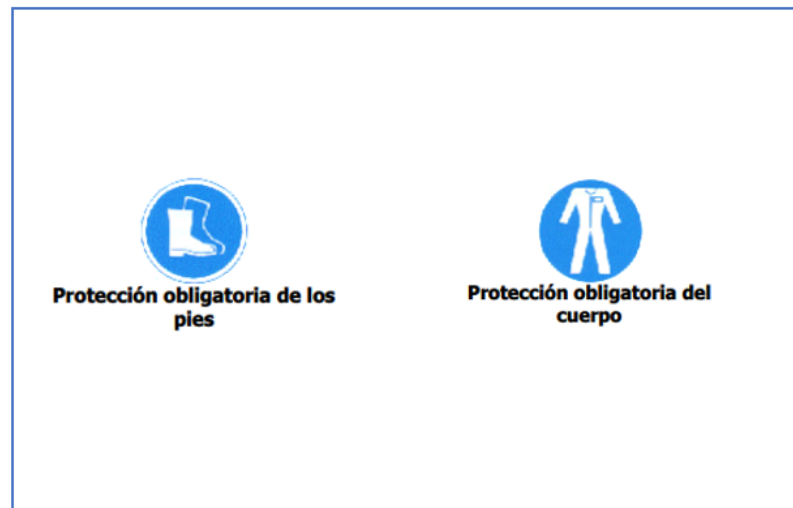 Protección obligatoria de los
pies
Protección obligatoria del
cuerpo